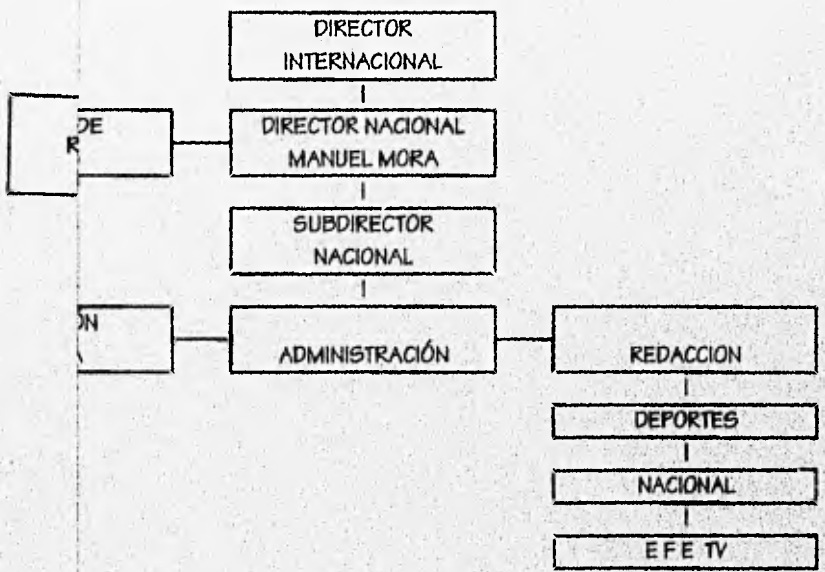 DIRECTOR
INTERNACIONAL
DE
R
DIRECTOR NACIONAL
MANUEL MORA
SUBDIRECTOR
NACIONAL
ADMINISTRACIÓN
REDACCION
DEPORTES
NACIONAL
E F E TV